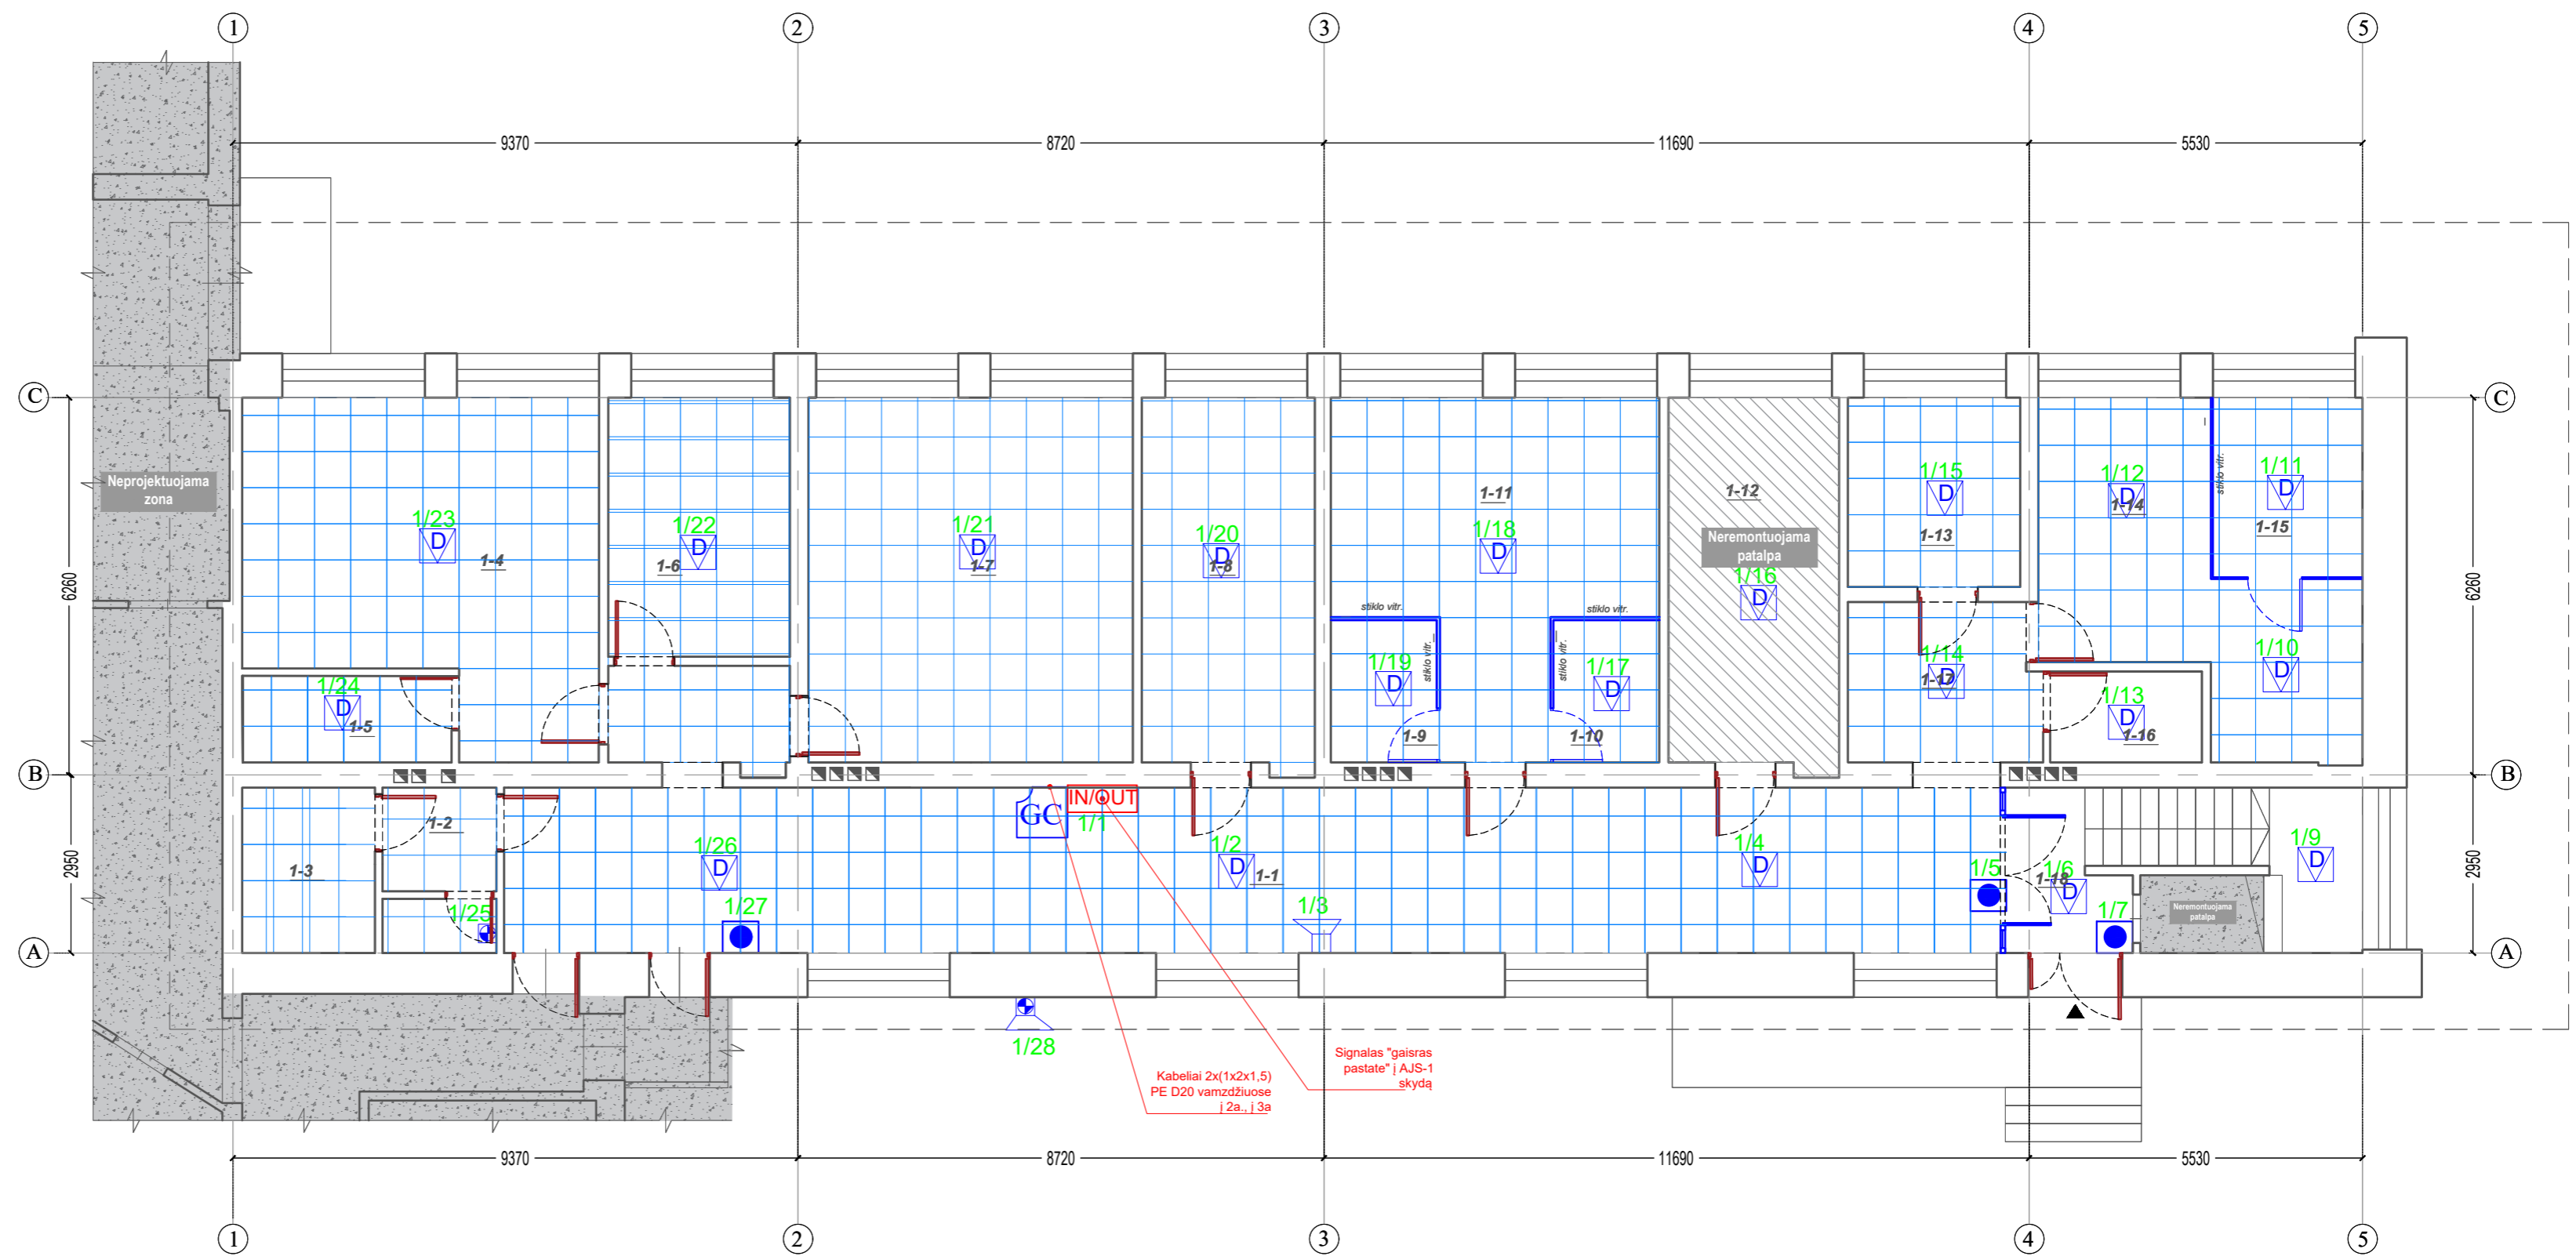 1 2 3 4 5
9370 8720 11690 5530
C C
Neprojektuojama
zona
6260 6260
1/23
D
1-4
1/22
D
1-6
1/21
D
1-7
1/20
D
1-8
1-11
1/18
D
1-12
Neremontuojama
patalpa
1/16
D
1/15
D
1-13
1/12
D
1-14
stiklo vitr.
1/11
D
1-15
stiklo vitr.
stiklo vitr.
1/24
D
1-5
1/19
D
stiklo vitr.
1-9
stiklo vitr.
1/17
D
1-10
1/14
D
1-17
1/13
D
1-16
1/10
D
B B
2950 2950
1-3
1-2
1/25
1/26
D
1/27
GC
IN/OUT
1/1
1/2
D
1-1
1/3
1/4
D
1/5
1/6
D
1-18
1/7
Neremontuojama
patalpa
1/9
D
A A
1/28
Kabeliai 2x(1x2x1,5)
PE D20 vamzdžiuose
į 2a., į 3a
Signalas "gaisras
pastate" į AJS-1
skydą
9370 8720 11690 5530
1 2 3 4 5